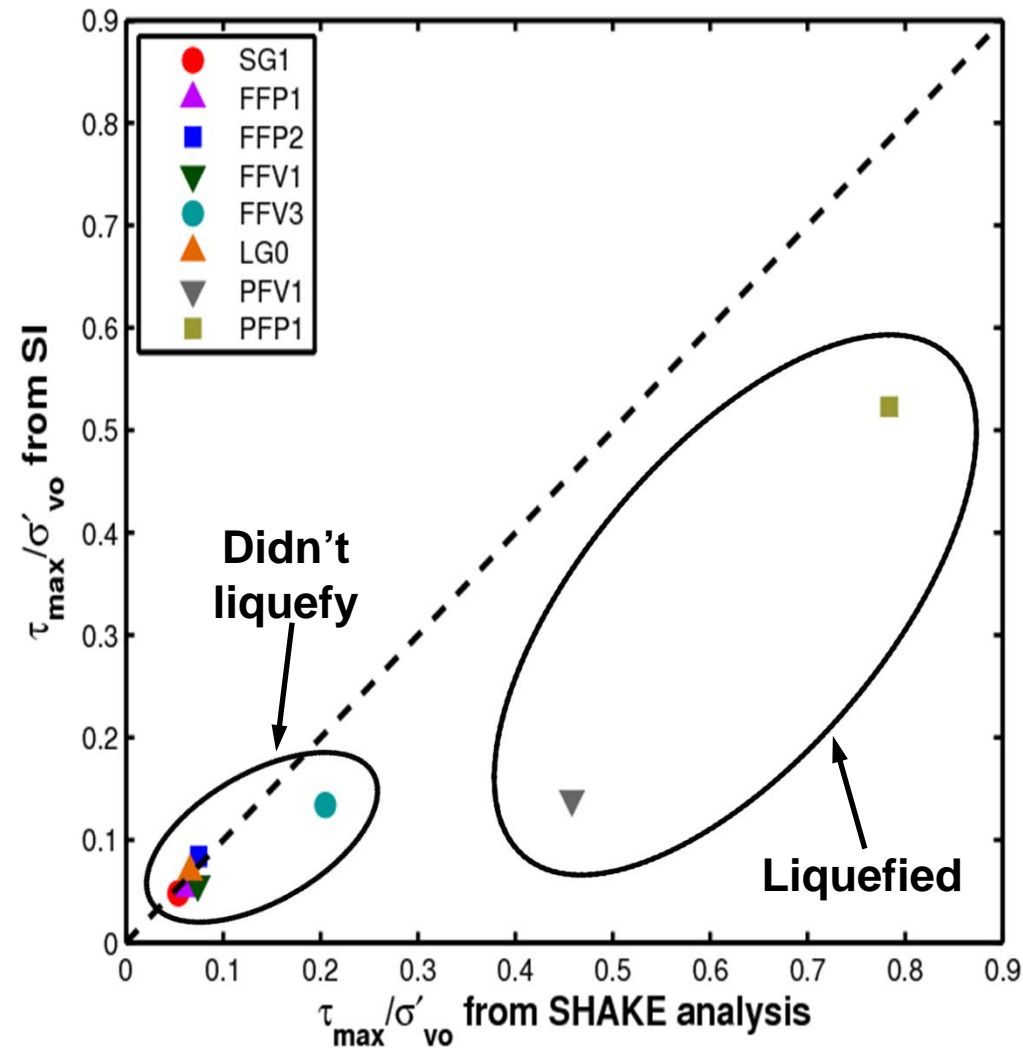 0.9
0.8
0.7
0.6
0.5
0.4
0.3
0.2
0.1
0
τmax/σ′vo from SI
SG1
FFP1
FFP2
FFV1
FFV3
LG0
PFV1
PFP1
Didn’t
liquefy
Liquefied
0 0.1 0.2 0.3 0.4 0.5 0.6 0.7 0.8 0.9
τmax/σ′vo from SHAKE analysis